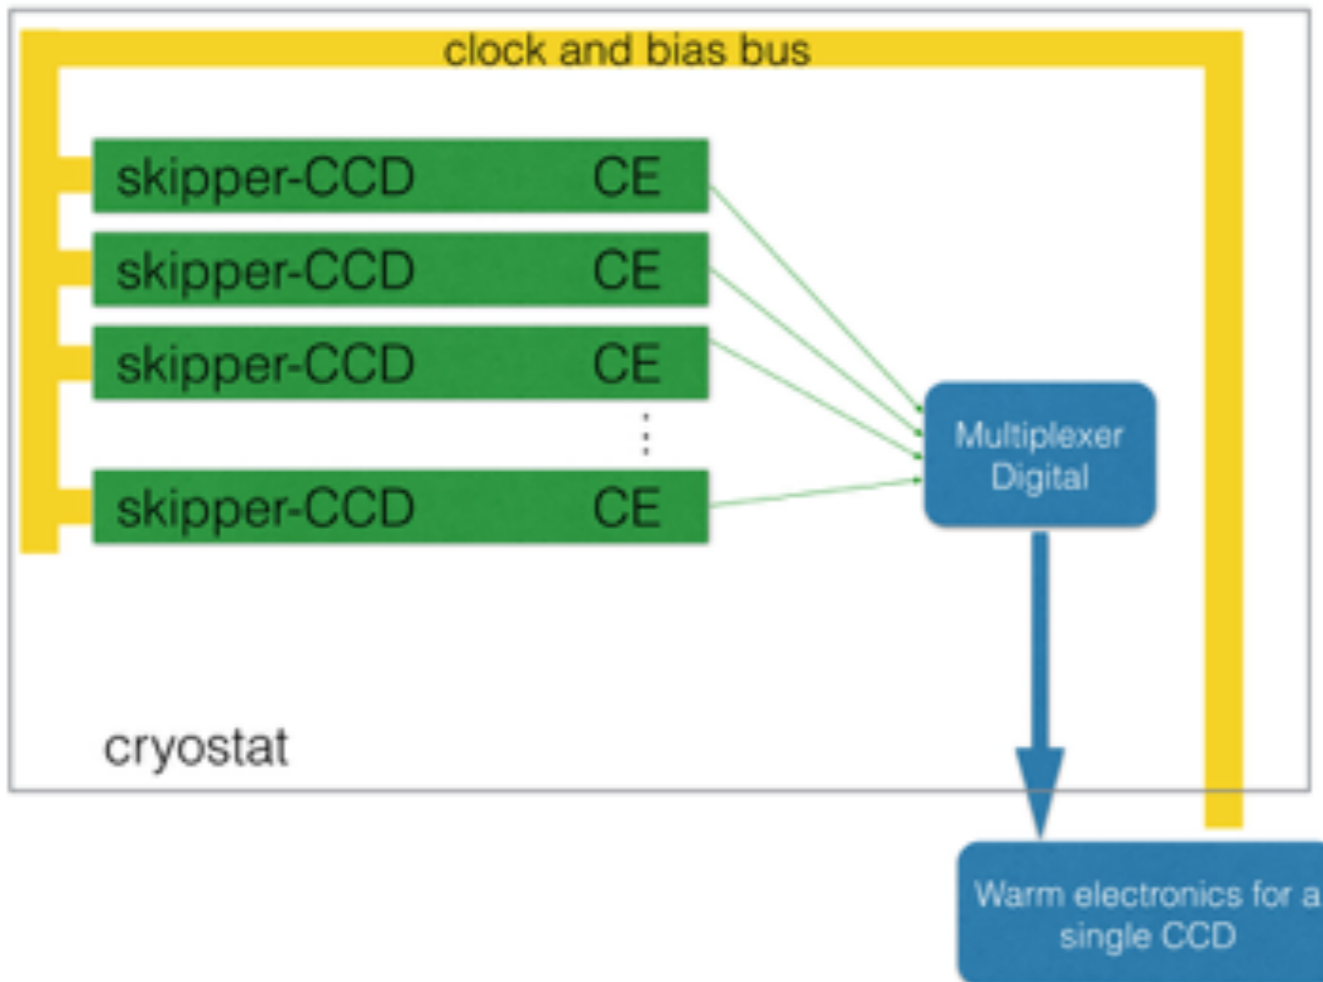 clock and bias bus
skipper-CCD CE
skipper-CCD CE
skipper-CCD CE
skipper-CCD CE
Multiplexer
Digital
cryostat
Warm electronics for a
single CCD